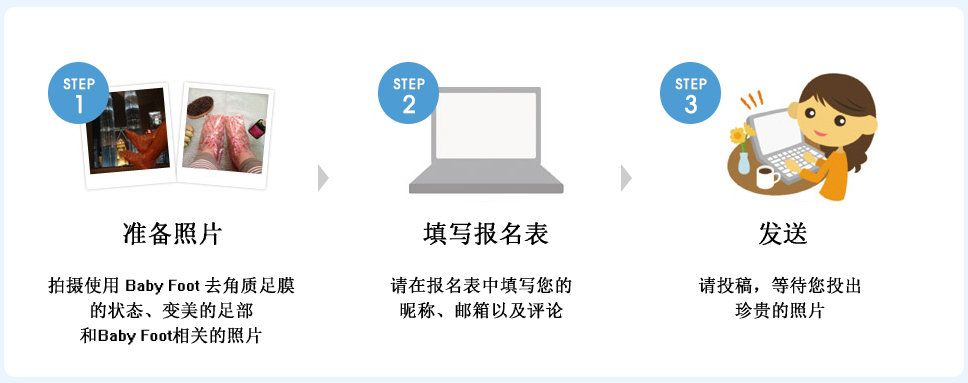 STEP
1
准备照片
拍摄使用 Baby Foot 去角质足膜
的状态、变美的足部
和Baby Foot相关的照片
STEP
2
填写报名表
请在报名表中填写您的
昵称、邮箱以及评论
STEP
3
发送
请投稿，等待您投出
珍贵的照片